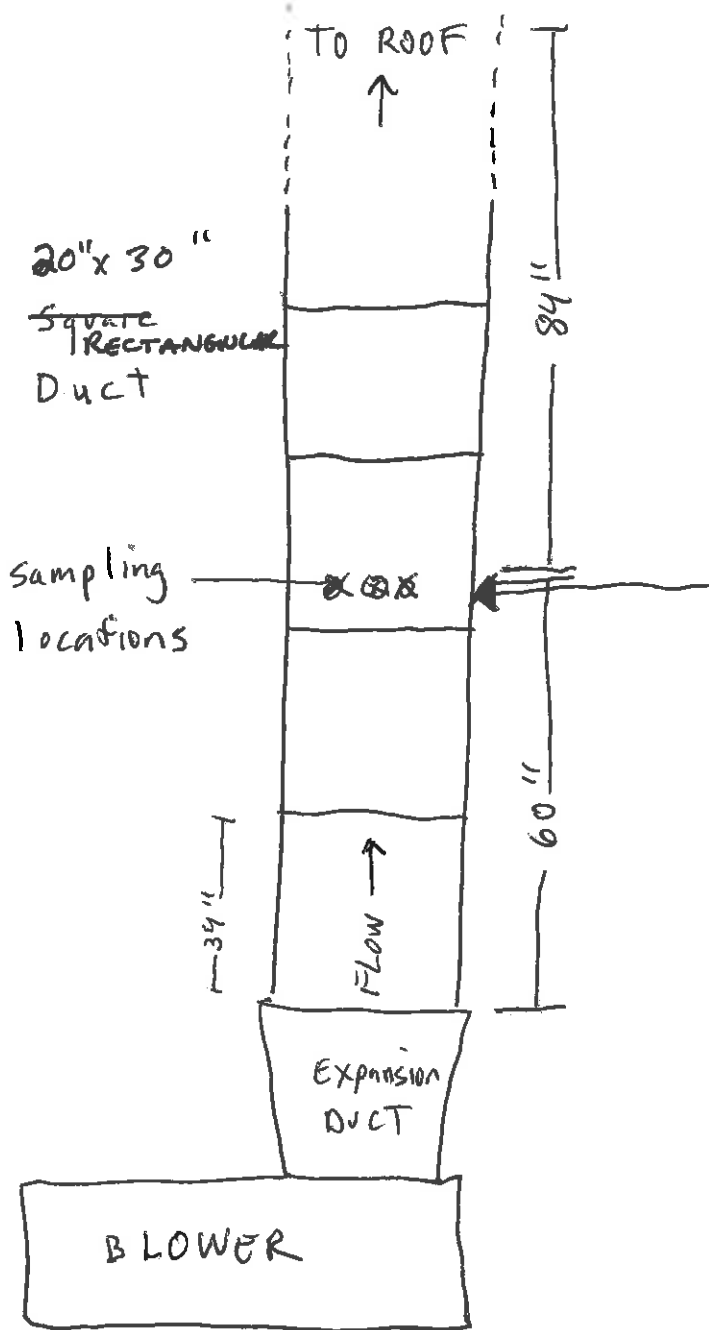 TO ROOF
20" x 30"
Square
RECTANGULAR
Duct
84"
sampling
locations
60"
34"
FLOW
Expansion
DUCT
BLOWER